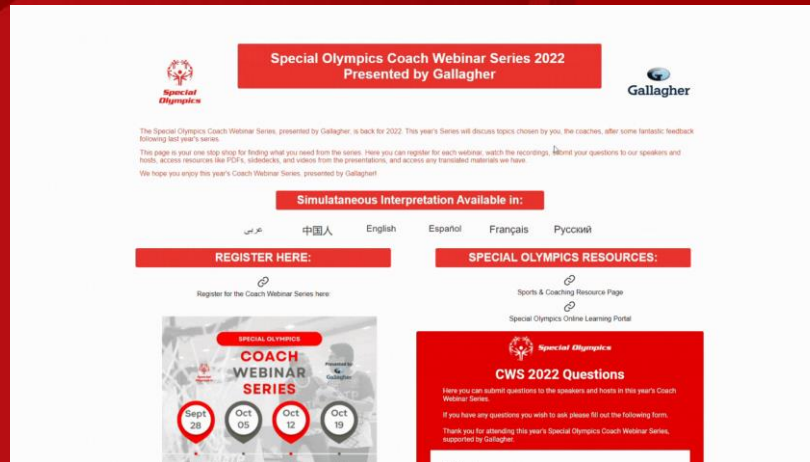 Special Olympics Coach Webinar Series 2022
Presented by Gallagher
Special
Olympics
Gallagher
The Special Olympics Coach Webinar Series, presented by Gallagher, is back for 2022. This year's Series will discuss topics chosen by you, the coaches, after some fantastic feedback
following last year's series.
This page is your one stop shop for finding what you need from the series. Here you can register for each webinar, watch the recordings, submit your questions to our speakers and
hosts, access resources like PDFs, slidedecks, and videos from the presentations, and access any translated materials we have.
We hope you enjoy this year's Coach Webinar Series, presented by Gallagher!
Simulataneous Interpretation Available in:
عربي 中国人 English Español Français Русский
REGISTER HERE:
Register for the Coach Webinar Series here:
SPECIAL OLYMPICS
COACH
WEBINAR
SERIES
Presented by
Gallagher
Sept
28
Oct
05
Oct
12
Oct
19
SPECIAL OLYMPICS RESOURCES:
Sports & Coaching Resource Page
Special Olympics Online Learning Portal
Special Olympics
CWS 2022 Questions
Here you can submit questions to the speakers and hosts in this year's Coach
Webinar Series.
If you have any questions you wish to ask please fill out the following form.
Thank you for attending this year's Special Olympics Coach Webinar Series,
supported by Gallagher.